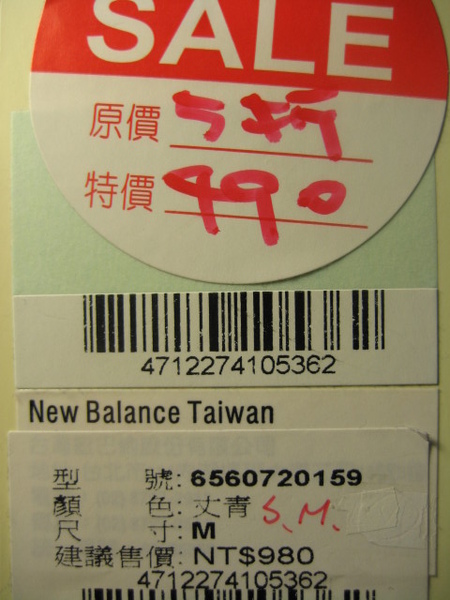 SALE
原價 5折
特價 490
4712274105362
New Balance Taiwan
型 號: 6560720159
顏 色: 丈青 S.M.
尺 寸: M
建議售價: NT$980
4712274105362